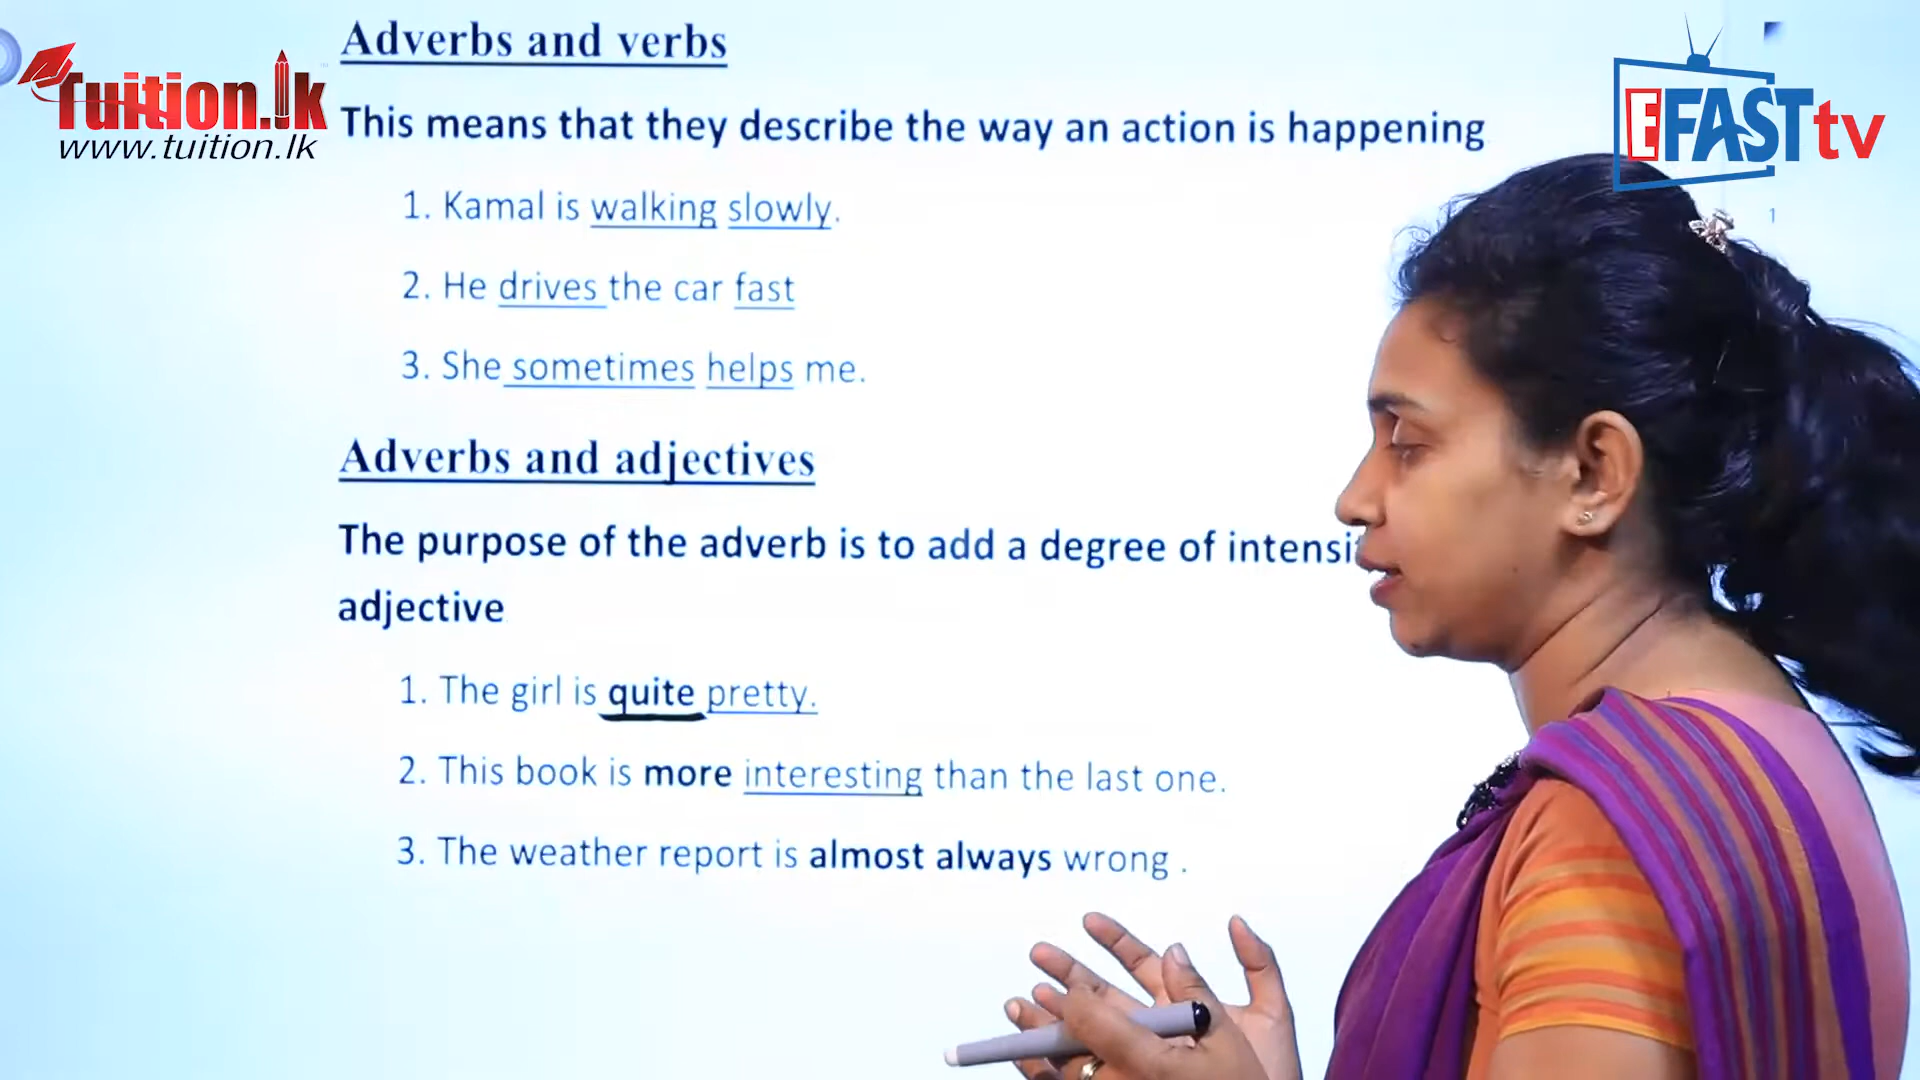 Adverbs and verbs
Tuition.lk
www.tuition.lk
EFAST tv
This means that they describe the way an action is happening
1. Kamal is walking slowly.
1
2. He drives the car fast
3. She sometimes helps me.
Adverbs and adjectives
The purpose of the adverb is to add a degree of
adjective
1. The girl is quite pretty.
2. This book is more interesting than the last one.
3. The weather report is almost always wrong .